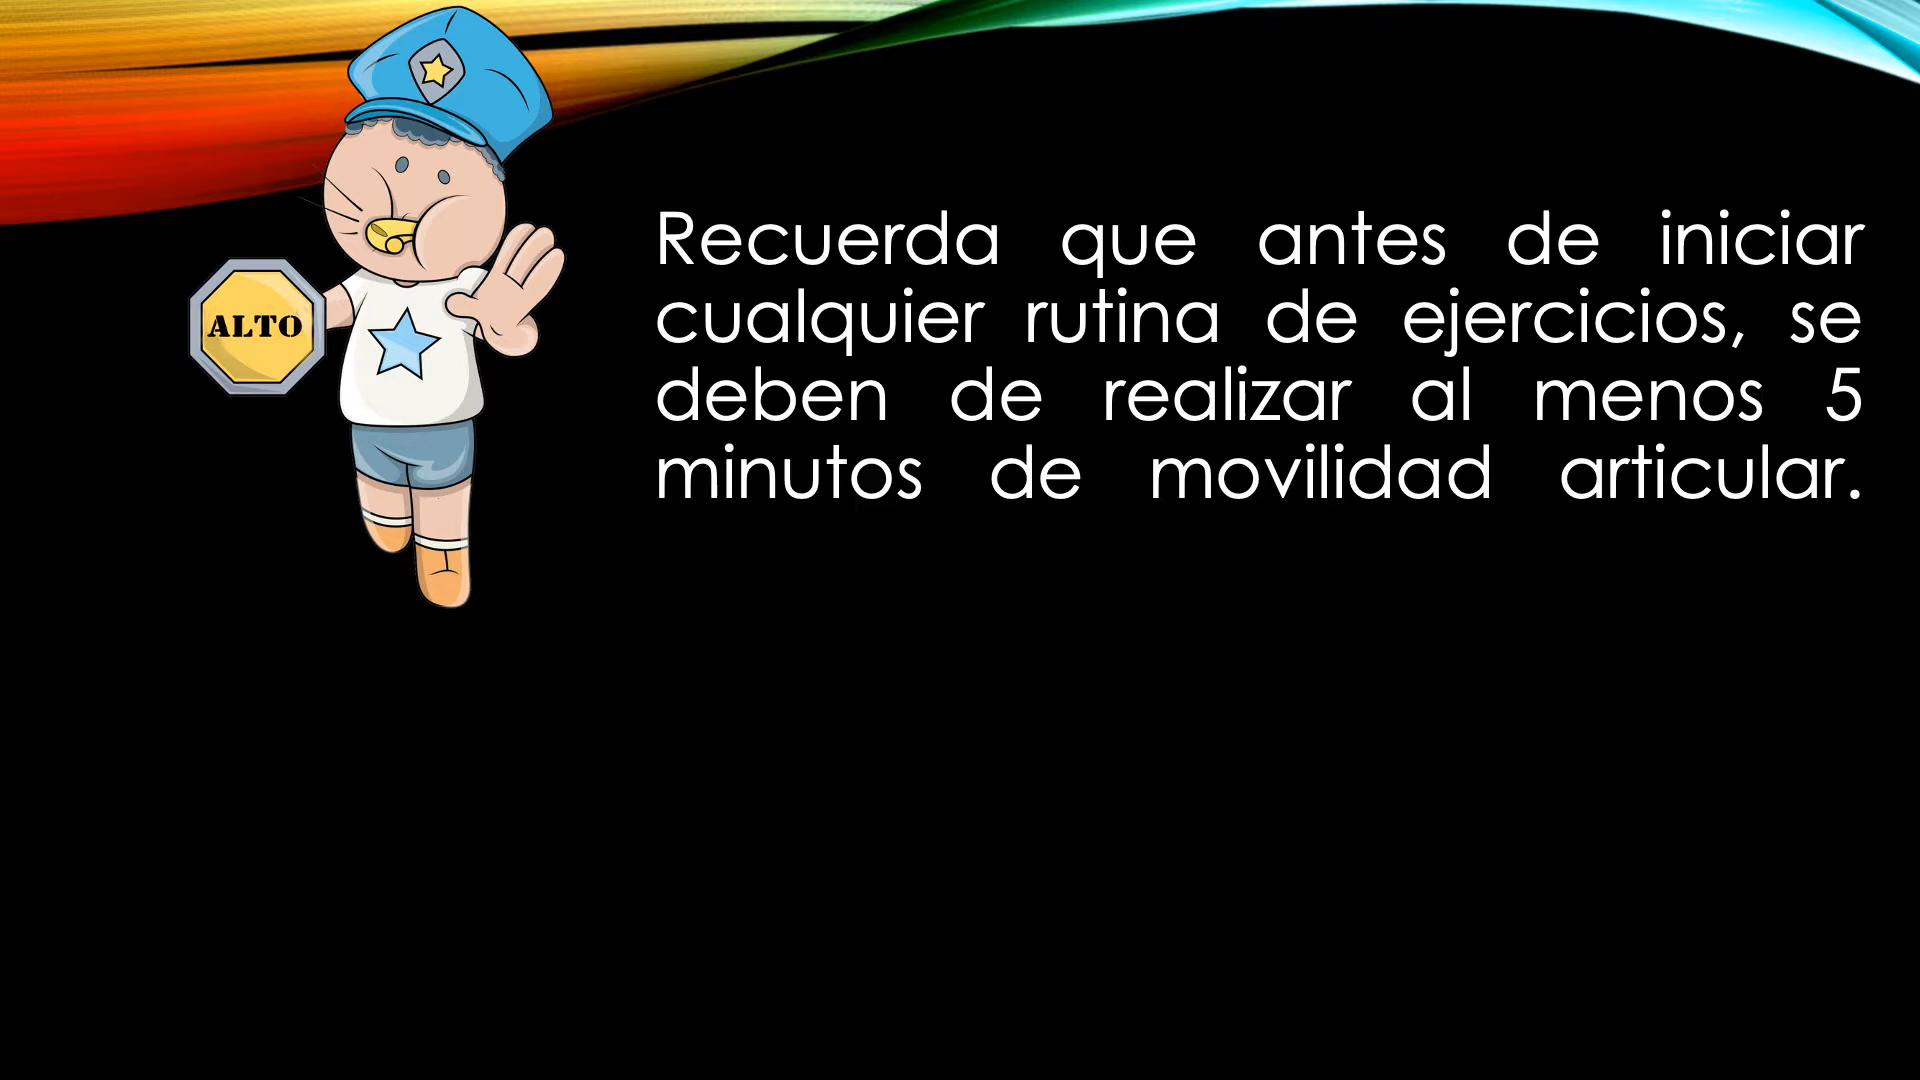 ALTO
Recuerda que antes de iniciar
cualquier rutina de ejercicios, se
deben de realizar al menos 5
minutos de movilidad articular.